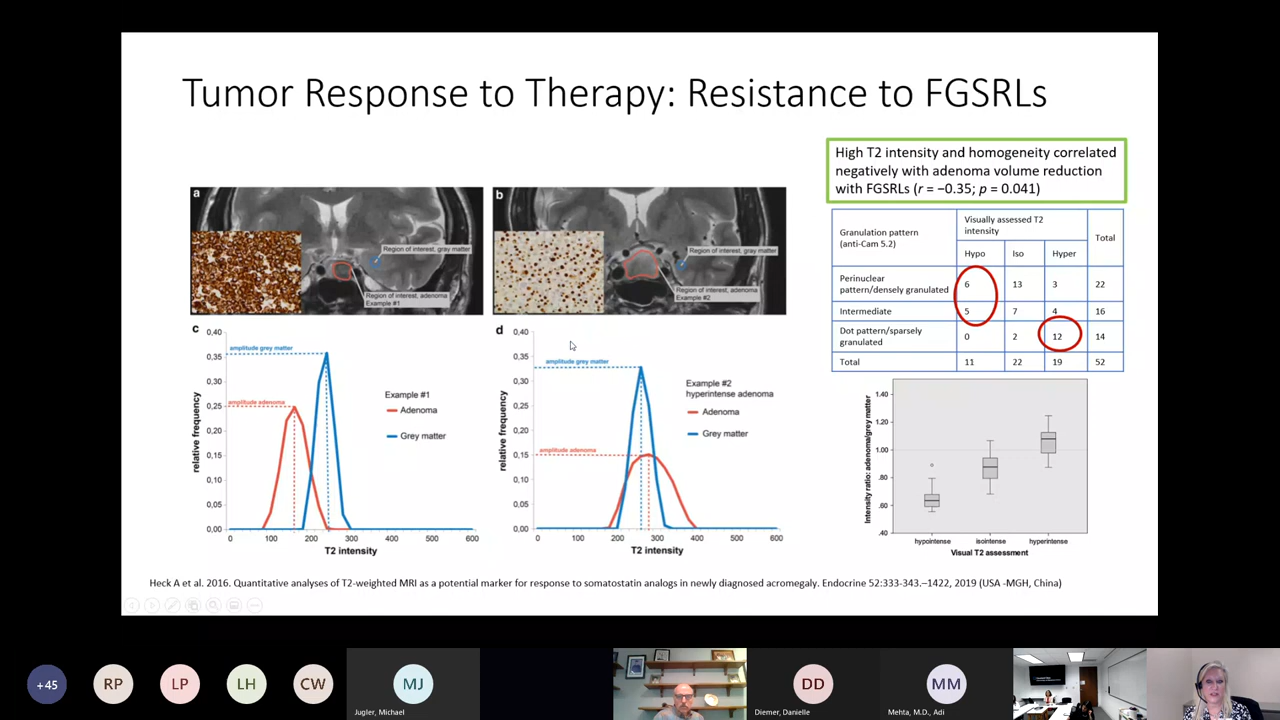 Tumor Response to Therapy: Resistance to FGSRLs
High T2 intensity and homogeneity correlated
negatively with adenoma volume reduction
with FGSRLs (r = −0.35; p = 0.041)
a
Region of interest, gray matter
Region of interest, adenoma
Example #1
b
Region of interest, gray matter
Region of interest, adenoma
Example #2
Granulation pattern
(anti-Cam 5.2)
Visually assessed T2
intensity
Total
Hypo Iso Hyper
Perinuclear
pattern/densely granulated 6 13 3 22
Intermediate 5 7 4 16
Dot pattern/sparsely
granulated 0 2 12 14
Total 11 22 19 52
c
0,40
0,35
0,30
0,25
0,20
0,15
0,10
0,05
0,00
relative frequency
amplitude grey matter
amplitude adenoma
Example #1
Adenoma
Grey matter
0 100 200 300 400 500 600
T2 intensity
d
0,40
0,35
0,30
0,25
0,20
0,15
0,10
0,05
0,00
relative frequency
amplitude grey matter
amplitude adenoma
Example #2
hyperintense adenoma
Adenoma
Grey matter
0 100 200 300 400 500 600
T2 intensity
Intensity ratio: adenoma/grey matter
1.40
1.20
1.00
.80
.60
.40
hypointense isointense hyperintense
Visual T2 assessment
Heck A et al. 2016. Quantitative analyses of T2-weighted MRI as a potential marker for response to somatostatin analogs in newly diagnosed acromegaly. Endocrine 52:333-343.–1422, 2019 (USA -MGH, China)
+45 RP LP LH CW MJ DD MM
Jugler, Michael
Diemer, Danielle
Mehta, M.D., Adi